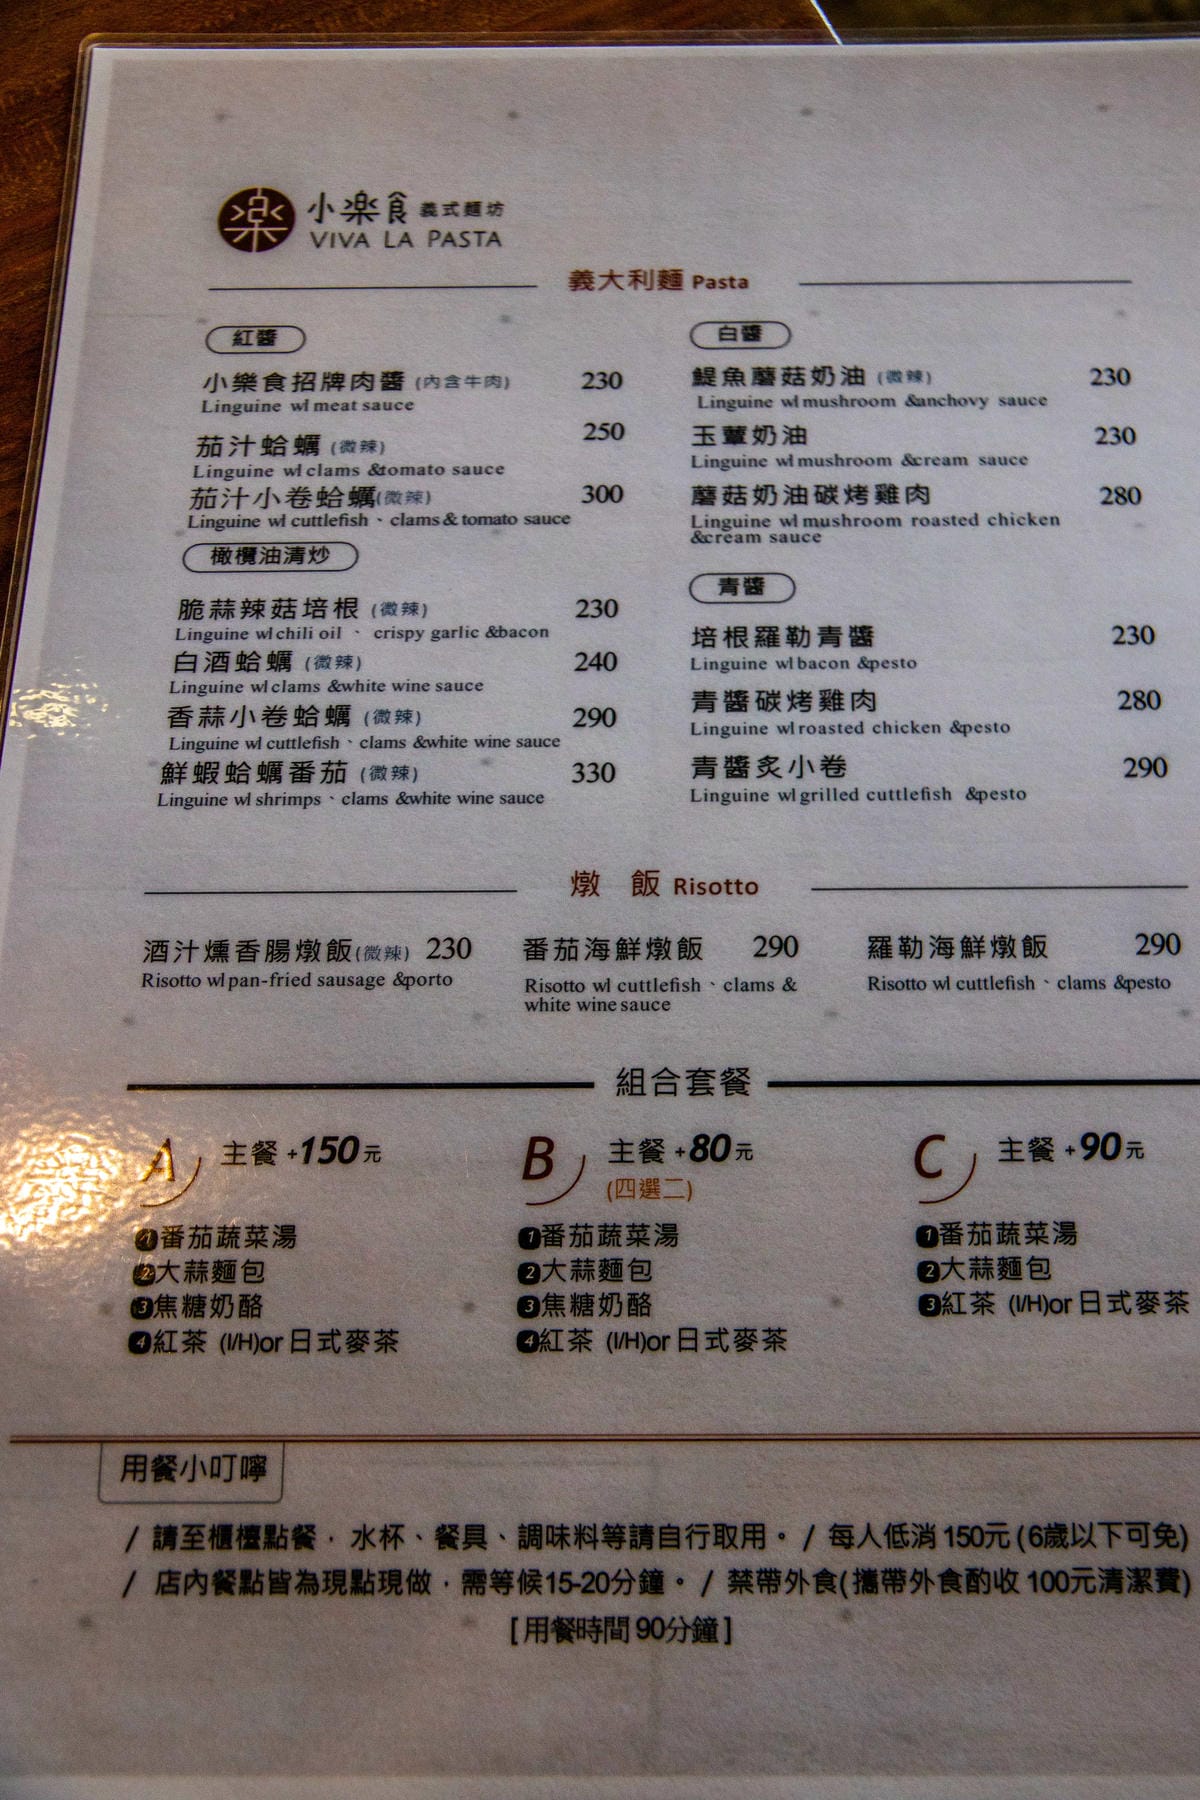 楽 小楽食 義式麵坊
VIVA LA PASTA
義大利麵 Pasta
紅醬
小樂食招牌肉醬 (內含牛肉) 230
Linguine w/ meat sauce
茄汁蛤蠣 (微辣) 250
Linguine w/ clams &tomato sauce
茄汁小卷蛤蠣(微辣) 300
Linguine w/ cuttlefish、clams & tomato sauce
橄欖油清炒
脆蒜辣菇培根 (微辣) 230
Linguine w/ chili oil 、 crispy garlic &bacon
白酒蛤蠣 (微辣) 240
Linguine w/ clams &white wine sauce
香蒜小卷蛤蠣 (微辣) 290
Linguine w/ cuttlefish、clams &white wine sauce
鮮蝦蛤蠣番茄 (微辣) 330
Linguine w/ shrimps、clams &white wine sauce
白醬
鯷魚蘑菇奶油 (微辣) 230
Linguine w/ mushroom &anchovy sauce
玉蕈奶油 230
Linguine w/ mushroom &cream sauce
蘑菇奶油碳烤雞肉 280
Linguine w/ mushroom roasted chicken
&cream sauce
青醬
培根羅勒青醬 230
Linguine w/ bacon &pesto
青醬碳烤雞肉 280
Linguine w/ roasted chicken &pesto
青醬炙小卷 290
Linguine w/ grilled cuttlefish &pesto
燉 飯 Risotto
酒汁燻香腸燉飯(微辣) 230
Risotto w/ pan-fried sausage &porto
番茄海鮮燉飯 290
Risotto w/ cuttlefish、clams &
white wine sauce
羅勒海鮮燉飯 290
Risotto w/ cuttlefish、clams &pesto
組合套餐
A 主餐 +150元
1番茄蔬菜湯
2大蒜麵包
3焦糖奶酪
4紅茶 (I/H)or 日式麥茶
B 主餐 +80元
(四選二)
1番茄蔬菜湯
2大蒜麵包
3焦糖奶酪
4紅茶 (I/H)or 日式麥茶
C 主餐 +90元
1番茄蔬菜湯
2大蒜麵包
3紅茶 (I/H)or 日式麥茶
用餐小叮嚀
/ 請至櫃檯點餐，水杯、餐具、調味料等請自行取用。/ 每人低消 150元 (6歲以下可免)
/ 店內餐點皆為現點現做，需等候15-20分鐘。/ 禁帶外食(攜帶外食酌收 100元清潔費)
[ 用餐時間 90分鐘 ]